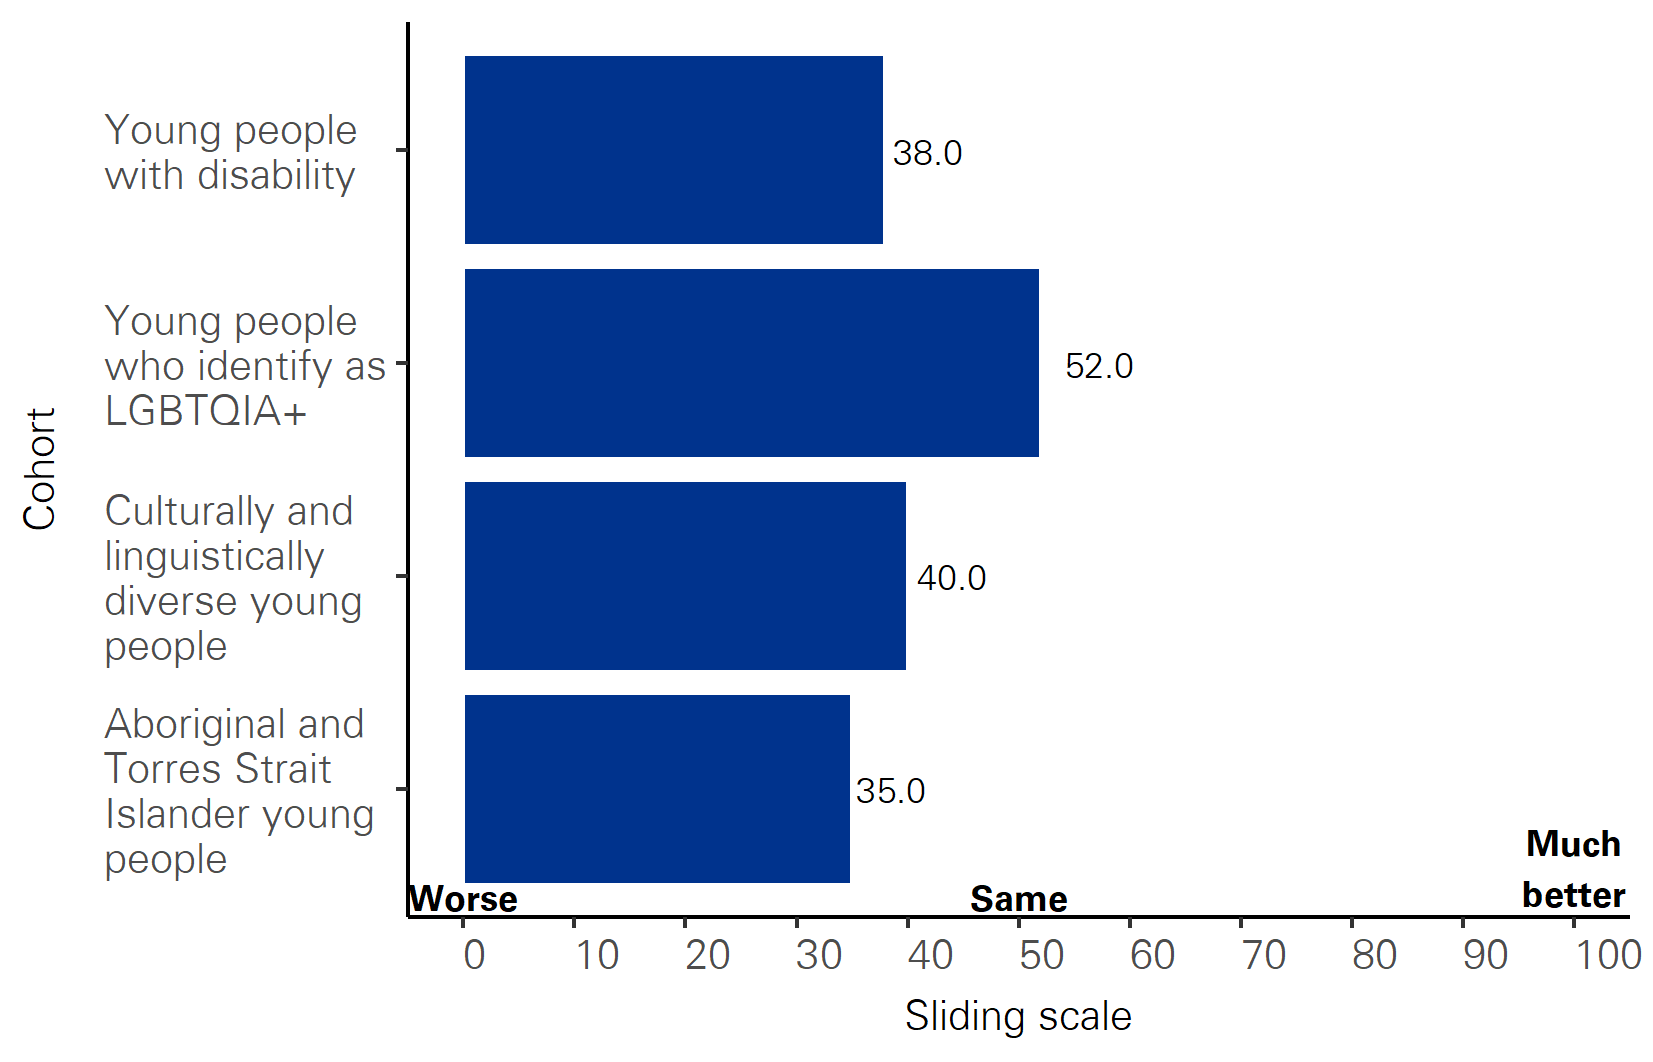 Cohort
Young people
with disability
38.0
Young people
who identify as
LGBTQIA+
52.0
Culturally and
linguistically
diverse young
people
40.0
Aboriginal and
Torres Strait
Islander young
people
35.0
Worse
Same
Much
better
0 10 20 30 40 50 60 70 80 90 100
Sliding scale